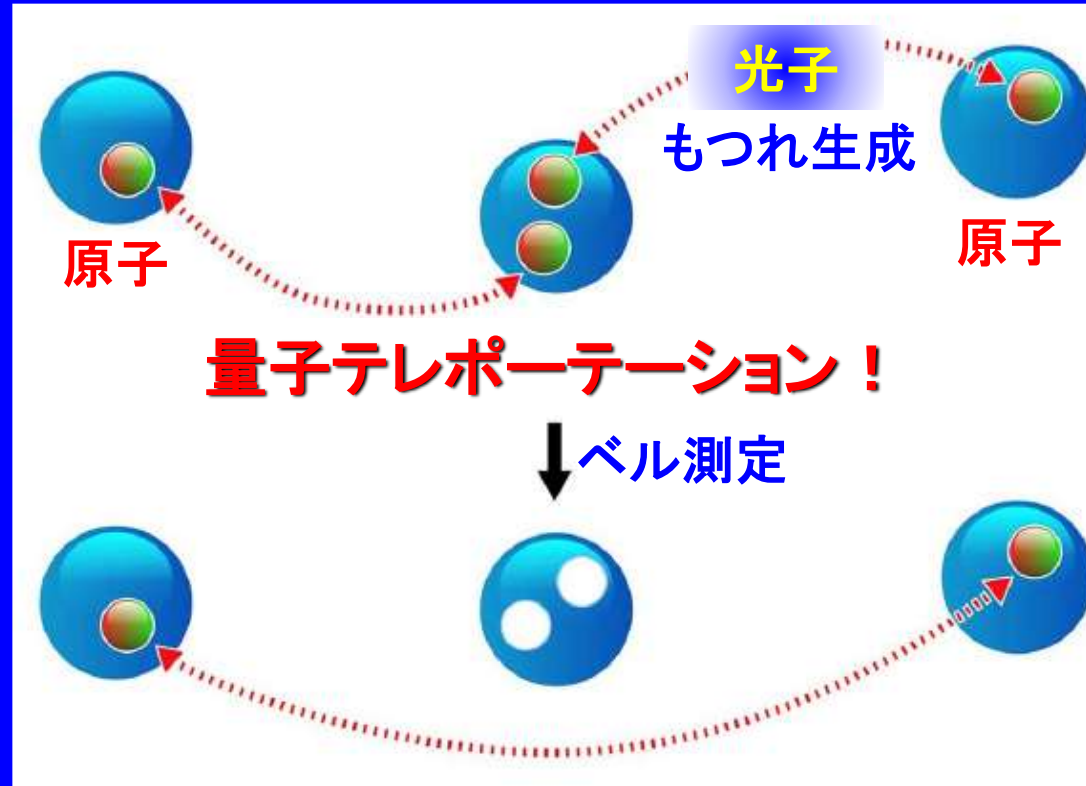 光子
もつれ生成
原子
原子
量子テレポーテーション！
ベル測定